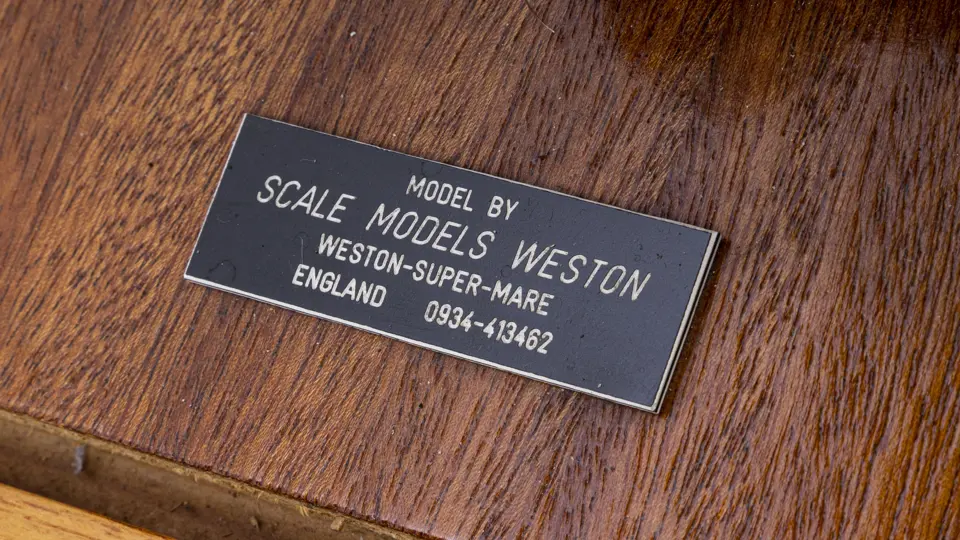 MODEL BY
SCALE MODELS WESTON
WESTON-SUPER-MARE
ENGLAND 0934-413462